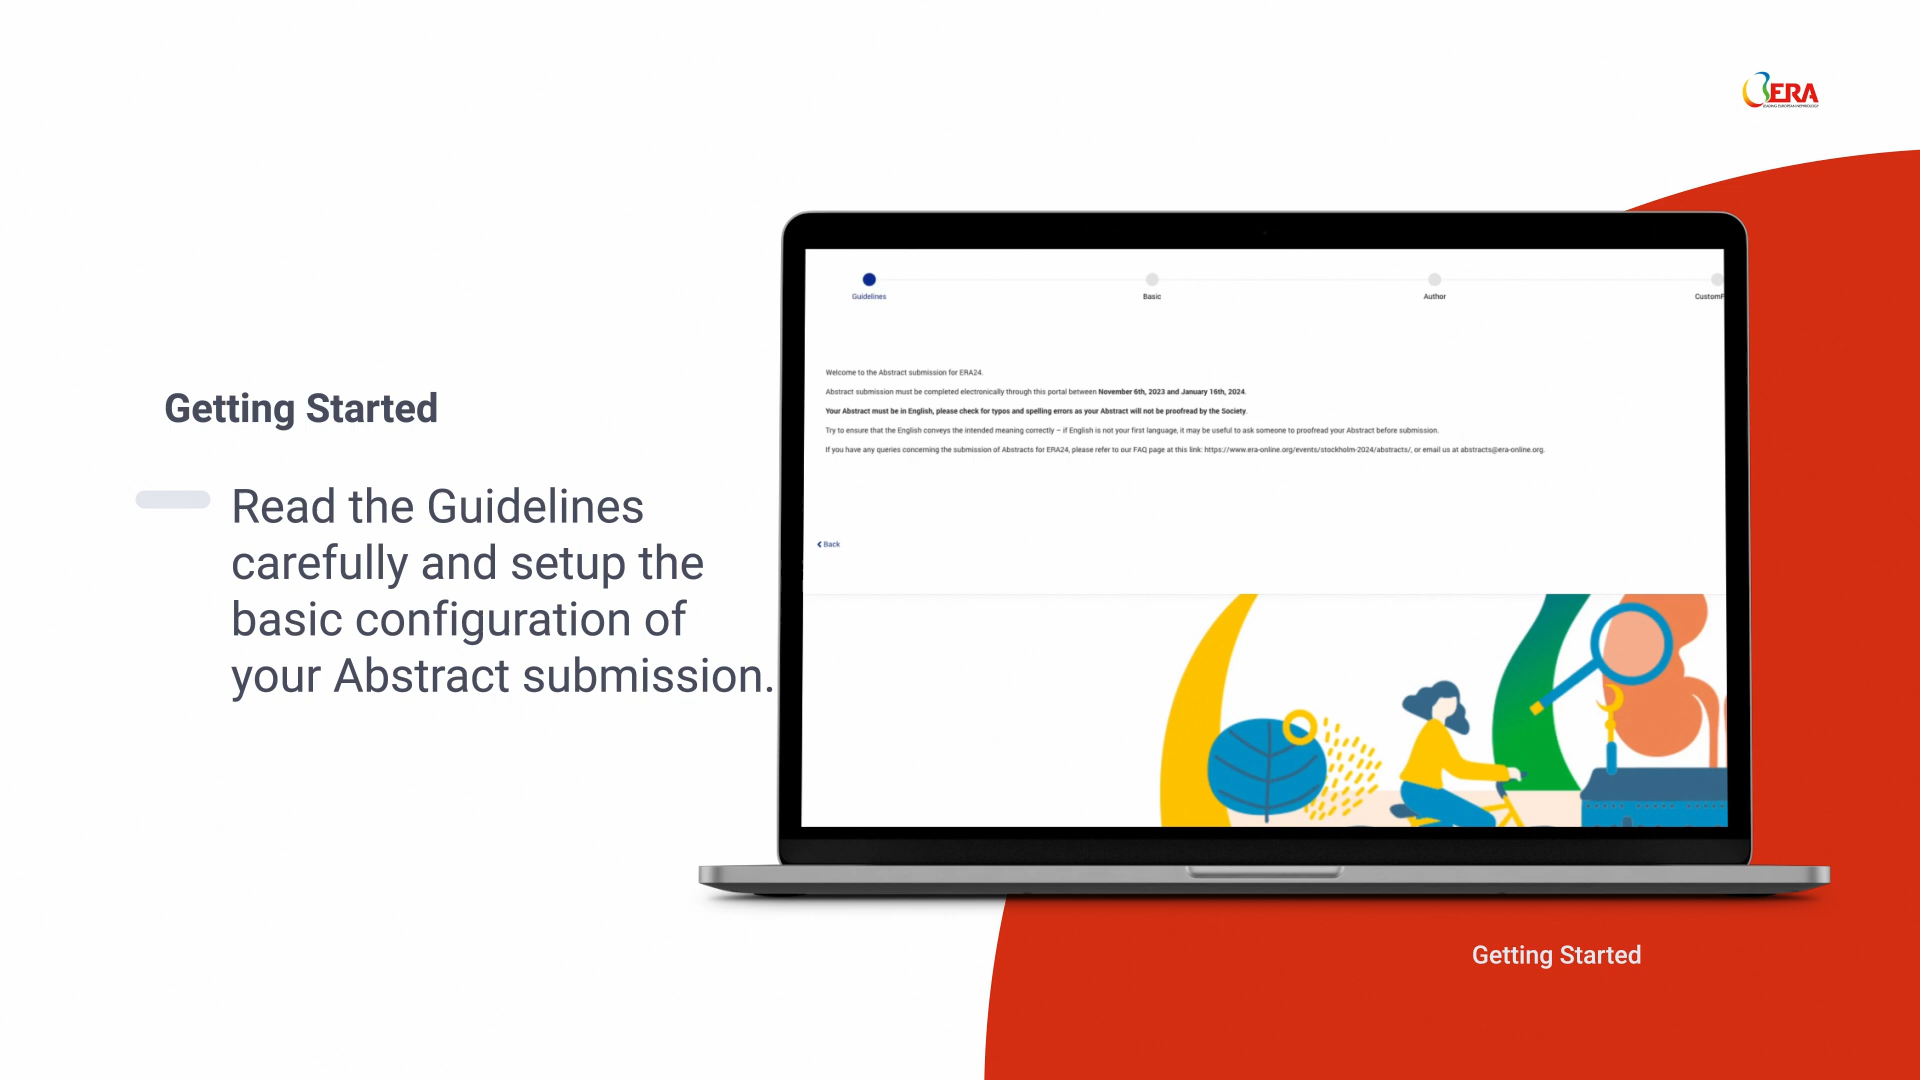 ERA
LEADING EUROPEAN NEPHROLOGY
Getting Started
Read the Guidelines
carefully and setup the
basic configuration of
your Abstract submission.
Guidelines
Basic
Author
CustomF
Welcome to the Abstract submission for ERA24.
Abstract submission must be completed electronically through this portal between November 6th, 2023 and January 16th, 2024.
Your Abstract must be in English, please check for typos and spelling errors as your Abstract will not be proofread by the Society.
Try to ensure that the English conveys the intended meaning correctly – if English is not your first language, it may be useful to ask someone to proofread your Abstract before submission.
If you have any queries concerning the submission of Abstracts for ERA24, please refer to our FAQ page at this link: https://www.era-online.org/events/stockholm-2024/abstracts/, or email us at abstracts@era-online.org.
Back
Getting Started